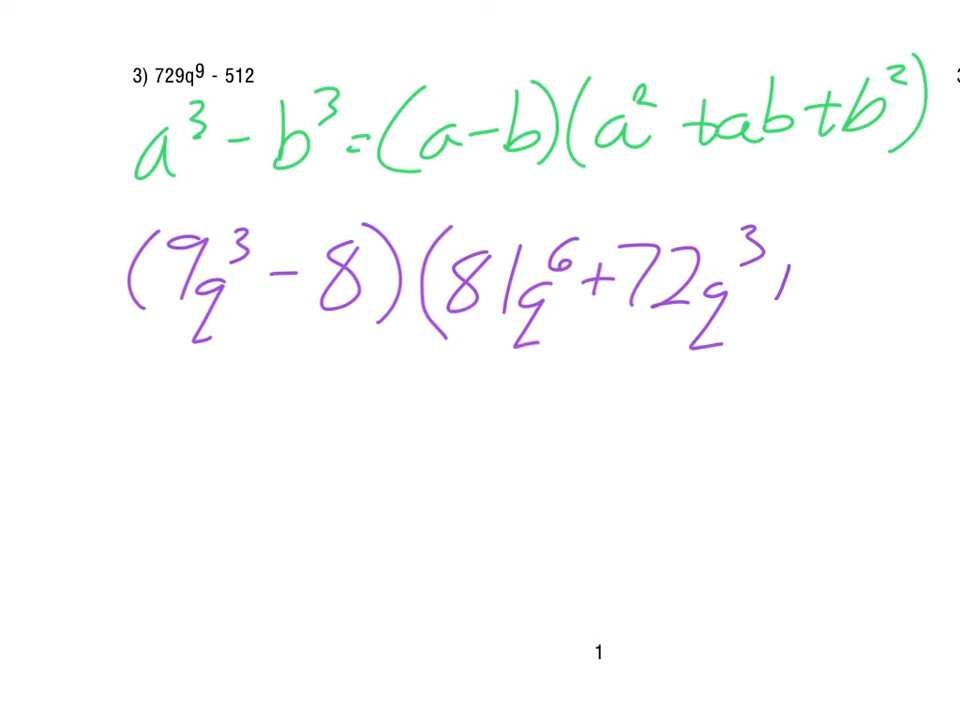 3) 729q⁹ - 512
a³ - b³ = (a - b)(a² + ab + b²)
(9q³ - 8)(81q⁶ + 72q³
1